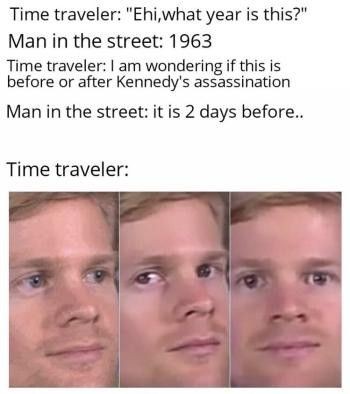 Time traveler: "Ehi,what year is this?"
Man in the street: 1963
Time traveler: I am wondering if this is
before or after Kennedy's assassination
Man in the street: it is 2 days before..
Time traveler: